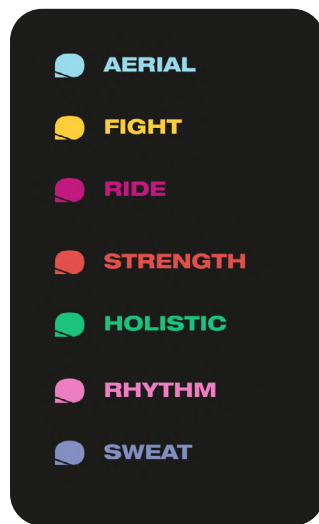 AERIAL
FIGHT
RIDE
STRENGTH
HOLISTIC
RHYTHM
SWEAT